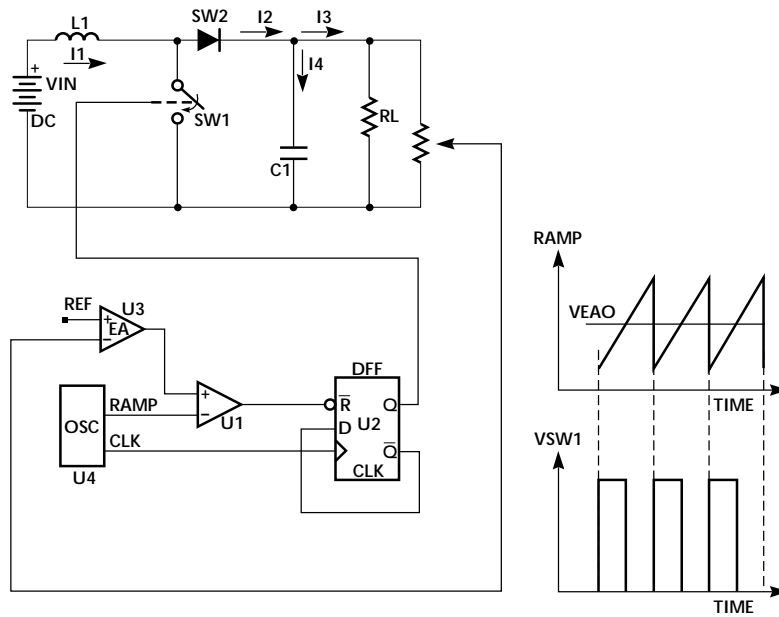 L1
SW2
I2
I3
I1
I4
+
VIN
DC
SW1
C1
RL
REF
U3
+
EA
−
DFF
OSC
RAMP
CLK
U4
+
−
U1
R
Q
D
U2
Q
CLK
RAMP
VEAO
TIME
VSW1
TIME